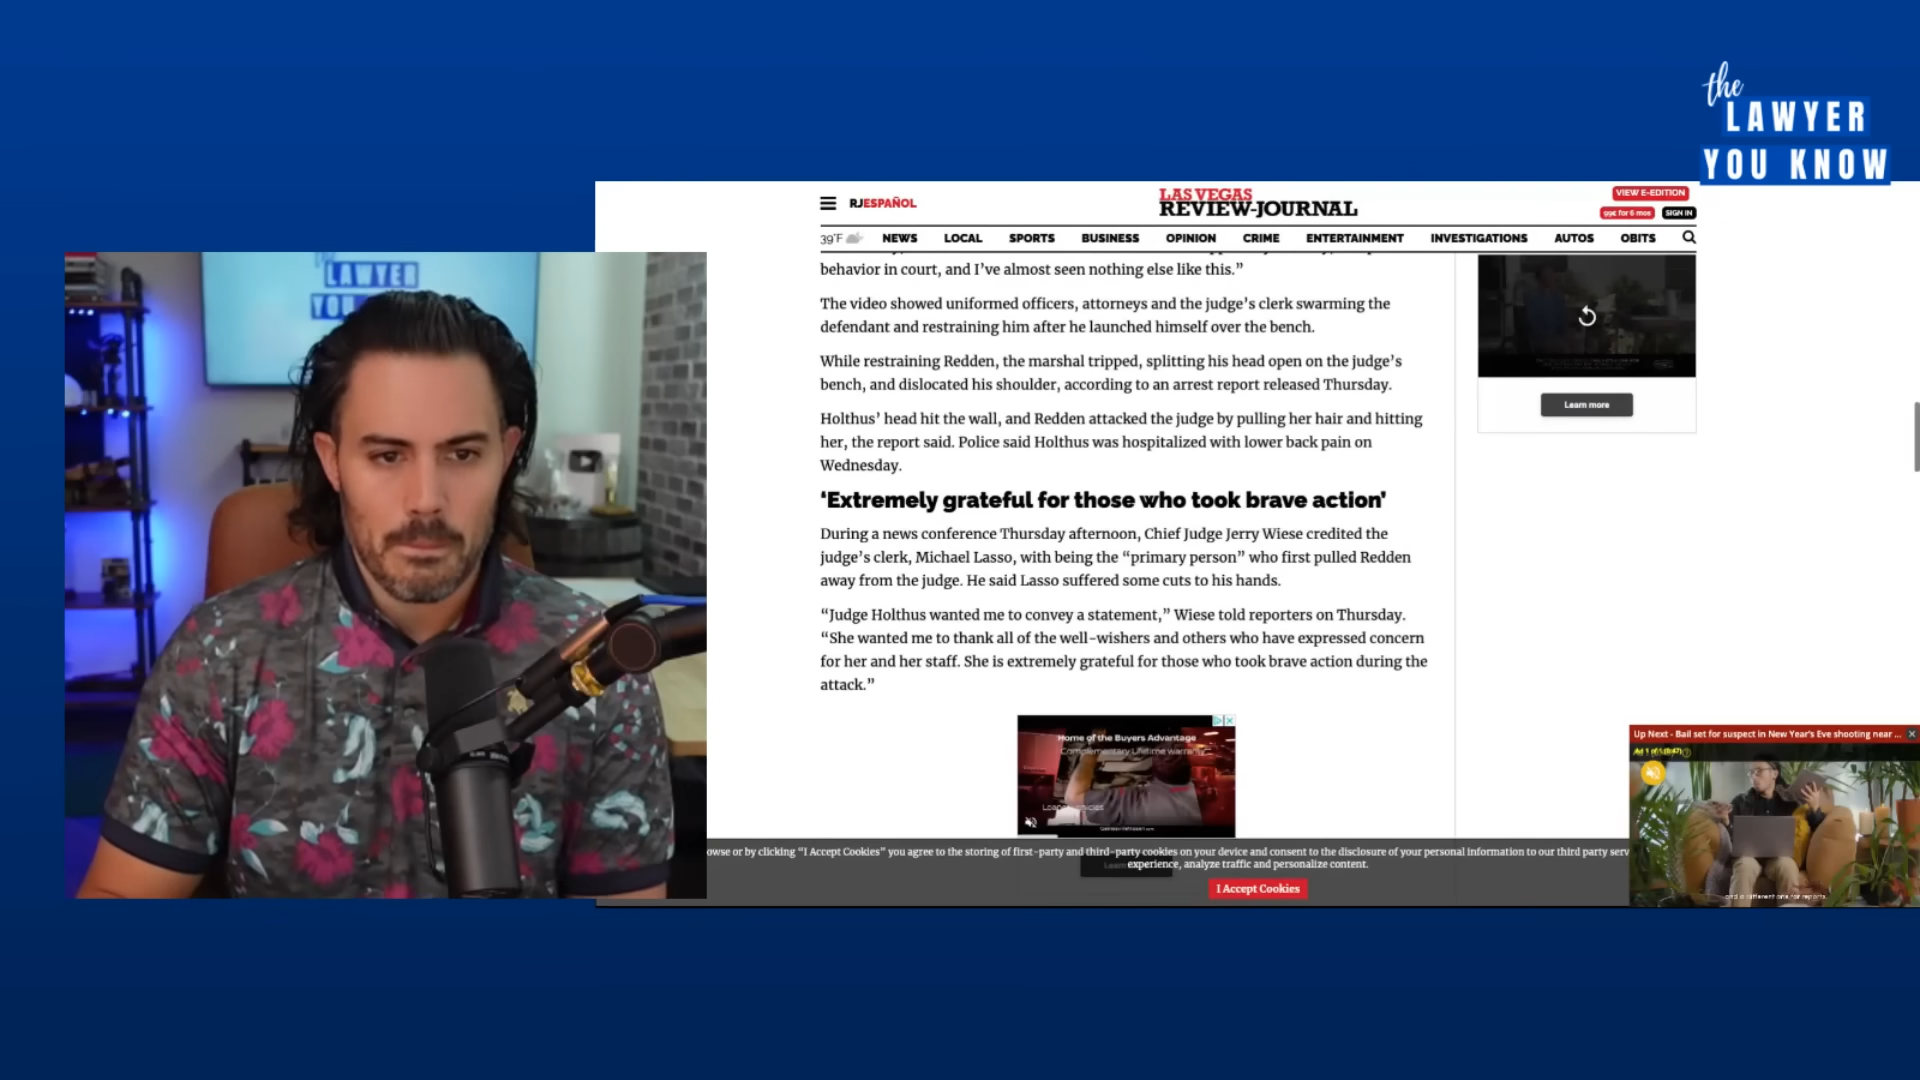 the
LAWYER
YOU KNOW
RJESPAÑOL
LAS VEGAS
REVIEW-JOURNAL
VIEW E-EDITION
99¢ for 6 mos
SIGN IN
39°F
NEWS
LOCAL
SPORTS
BUSINESS
OPINION
CRIME
ENTERTAINMENT
INVESTIGATIONS
AUTOS
OBITS
behavior in court, and I’ve almost seen nothing else like this.”
The video showed uniformed officers, attorneys and the judge’s clerk swarming the
defendant and restraining him after he launched himself over the bench.
While restraining Redden, the marshal tripped, splitting his head open on the judge’s
bench, and dislocated his shoulder, according to an arrest report released Thursday.
Holthus’ head hit the wall, and Redden attacked the judge by pulling her hair and hitting
her, the report said. Police said Holthus was hospitalized with lower back pain on
Wednesday.
‘Extremely grateful for those who took brave action’
During a news conference Thursday afternoon, Chief Judge Jerry Wiese credited the
judge’s clerk, Michael Lasso, with being the “primary person” who first pulled Redden
away from the judge. He said Lasso suffered some cuts to his hands.
“Judge Holthus wanted me to convey a statement,” Wiese told reporters on Thursday.
“She wanted me to thank all of the well-wishers and others who have expressed concern
for her and her staff. She is extremely grateful for those who took brave action during the
attack.”
Learn more
Home of the Buyers Advantage
Complementary Lifetime warranty
owse or by clicking “I Accept Cookies” you agree to the storing of first-party and third-party cookies on your device and consent to the disclosure of your personal information to our third party serv
experience, analyze traffic and personalize content.
I Accept Cookies
Up Next - Bail set for suspect in New Year’s Eve shooting near ...
and a different one for reports.
LAWYER
YO